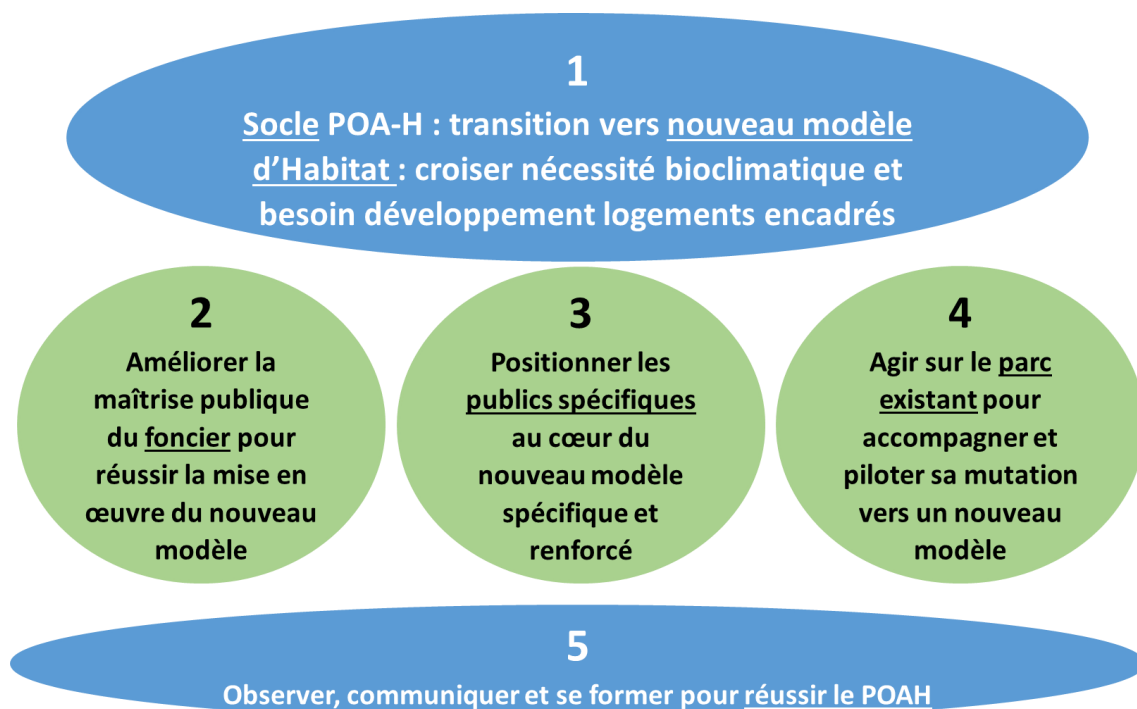 1
Socle POA-H : transition vers nouveau modèle
d'Habitat : croiser nécessité bioclimatique et
besoin développement logements encadrés
2
Améliorer la
maîtrise publique
du foncier pour
réussir la mise en
œuvre du nouveau
modèle
3
Positionner les
publics spécifiques
au cœur du
nouveau modèle
spécifique et
renforcé
4
Agir sur le parc
existant pour
accompagner et
piloter sa mutation
vers un nouveau
modèle
5
Observer, communiquer et se former pour réussir le POAH